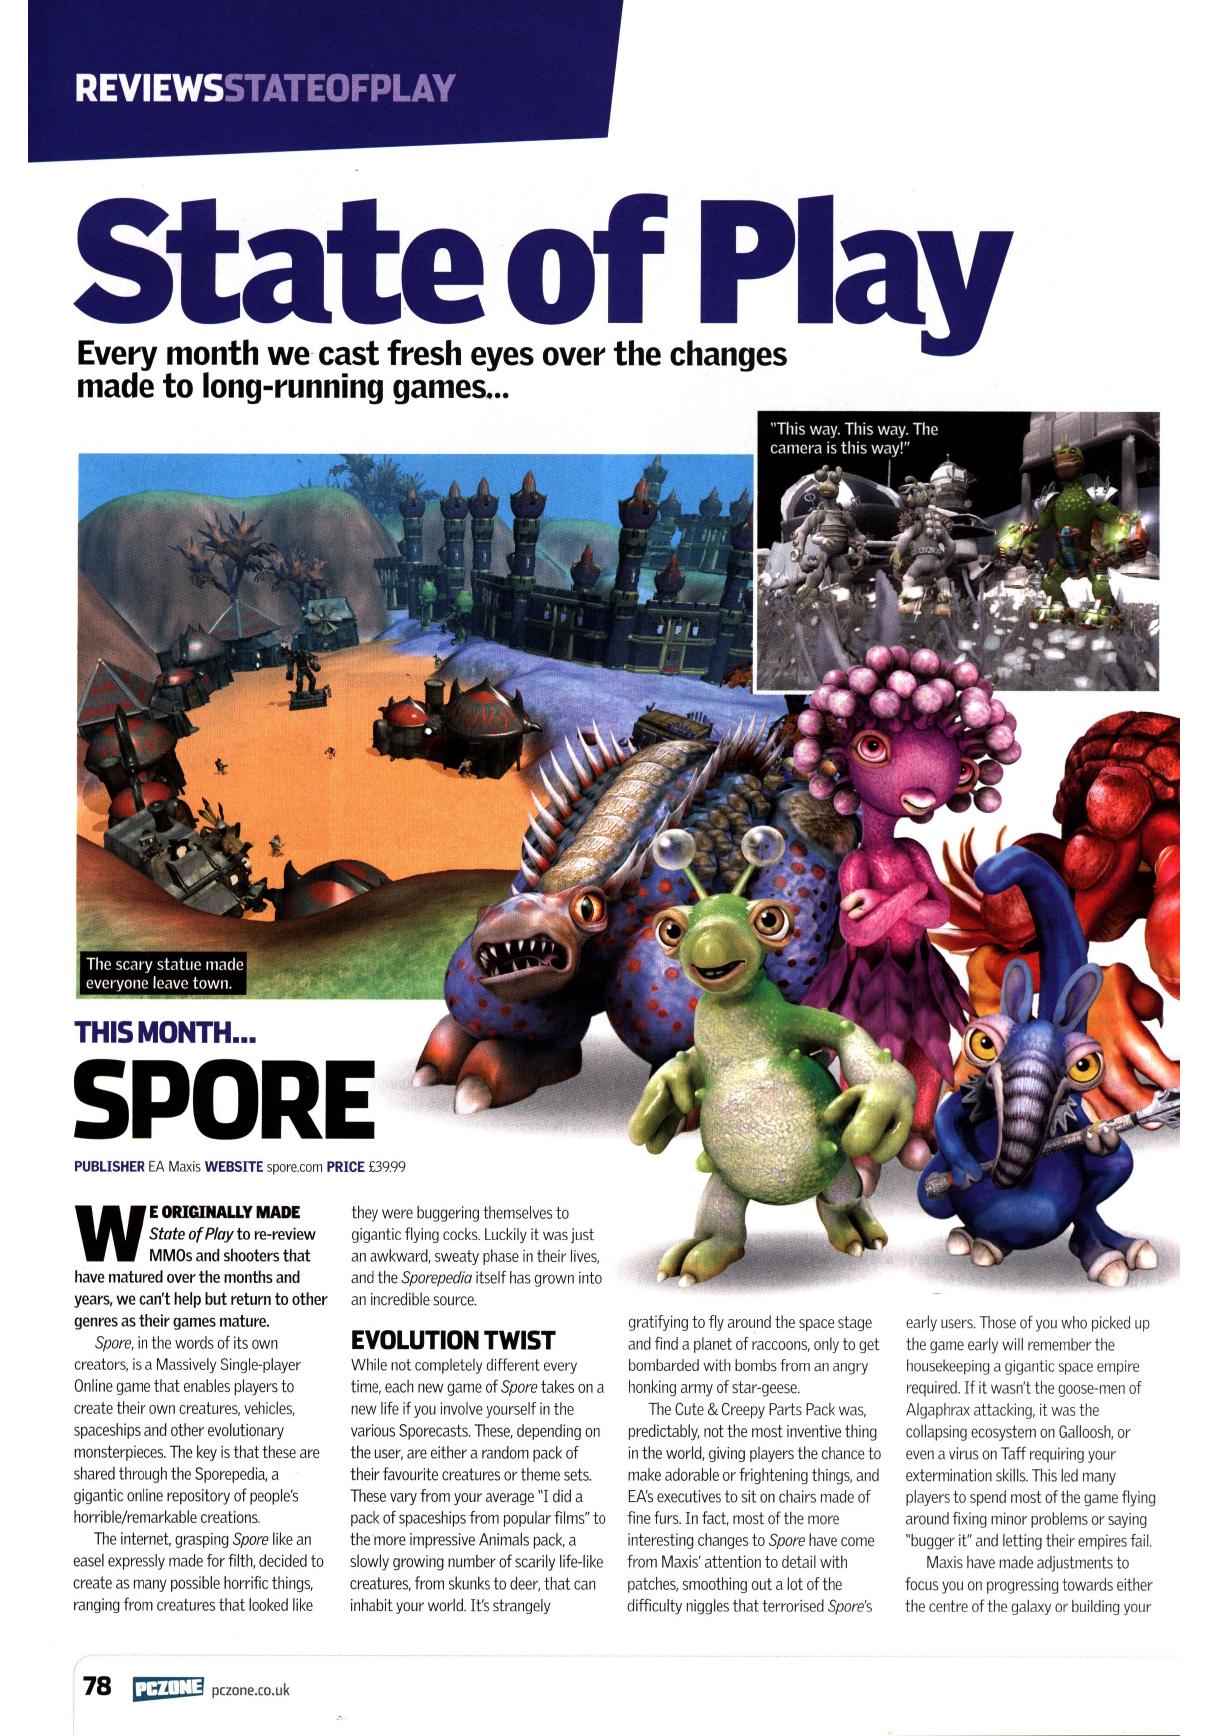 REVIEWSSTATEOFPLAY
State of Play
Every month we cast fresh eyes over the changes
made to long-running games...
"This way. This way. The
camera is this way!"
The scary statue made
everyone leave town.
THIS MONTH...
SPORE
PUBLISHER EA Maxis WEBSITE spore.com PRICE £39.99
WE ORIGINALLY MADE
State of Play to re-review
MMOs and shooters that
have matured over the months and
years, we can't help but return to other
genres as their games mature.
Spore, in the words of its own
creators, is a Massively Single-player
Online game that enables players to
create their own creatures, vehicles,
spaceships and other evolutionary
monsterpieces. The key is that these are
shared through the Sporepedia, a
gigantic online repository of people's
horrible/remarkable creations.
The internet, grasping Spore like an
easel expressly made for filth, decided to
create as many possible horrific things,
ranging from creatures that looked like
they were buggering themselves to
gigantic flying cocks. Luckily it was just
an awkward, sweaty phase in their lives,
and the Sporepedia itself has grown into
an incredible source.
EVOLUTION TWIST
While not completely different every
time, each new game of Spore takes on a
new life if you involve yourself in the
various Sporecasts. These, depending on
the user, are either a random pack of
their favourite creatures or theme sets.
These vary from your average "I did a
pack of spaceships from popular films" to
the more impressive Animals pack, a
slowly growing number of scarily life-like
creatures, from skunks to deer, that can
inhabit your world. It's strangely
gratifying to fly around the space stage
and find a planet of raccoons, only to get
bombarded with bombs from an angry
honking army of star-geese.
The Cute & Creepy Parts Pack was,
predictably, not the most inventive thing
in the world, giving players the chance to
make adorable or frightening things, and
EA's executives to sit on chairs made of
fine furs. In fact, most of the more
interesting changes to Spore have come
from Maxis' attention to detail with
patches, smoothing out a lot of the
difficulty niggles that terrorised Spore's
early users. Those of you who picked up
the game early will remember the
housekeeping a gigantic space empire
required. If it wasn't the goose-men of
Algaphrax attacking, it was the
collapsing ecosystem on Galloosh, or
even a virus on Taff requiring your
extermination skills. This led many
players to spend most of the game flying
around fixing minor problems or saying
"bugger it" and letting their empires fail.
Maxis have made adjustments to
focus you on progressing towards either
the centre of the galaxy or building your
78 PCZONE pczone.co.uk